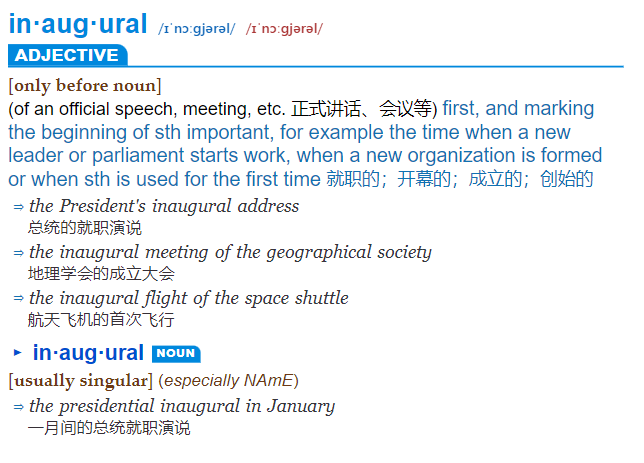 in·aug·ural /ɪˈnɔːɡjərəl/ /ɪˈnɔːɡjərəl/
ADJECTIVE
[only before noun]
(of an official speech, meeting, etc. 正式讲话、会议等) first, and marking
the beginning of sth important, for example the time when a new
leader or parliament starts work, when a new organization is formed
or when sth is used for the first time 就职的；开幕的；成立的；创始的
⇒ the President's inaugural address
总统的就职演说
⇒ the inaugural meeting of the geographical society
地理学会的成立大会
⇒ the inaugural flight of the space shuttle
航天飞机的首次飞行
► in·aug·ural NOUN
[usually singular] (especially NAmE)
⇒ the presidential inaugural in January
一月间的总统就职演说